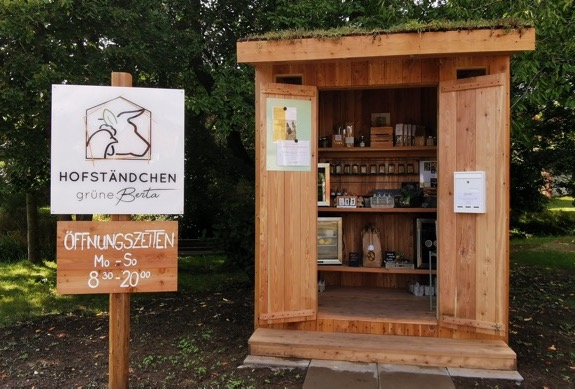 HOFSTÄNDCHEN
grüne Berta
ÖFFNUNGSZEITEN
Mo - So
8³⁰-20⁰⁰